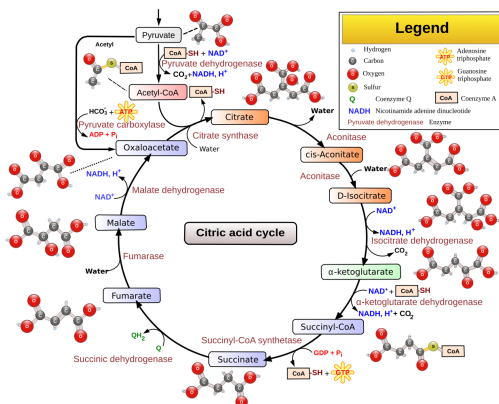 Pyruvate
Acetyl
CoA-SH + NAD⁺
Pyruvate dehydrogenase
CO₂+NADH, H⁺
S CoA
Acetyl-CoA
CoA-SH
HCO₃⁻ + ATP
Pyruvate carboxylase
ADP + Pᵢ
Citrate
Citrate synthase
Water
Oxaloacetate
Water
Aconitase
cis-Aconitate
Aconitase
Water
D-Isocitrate
NAD⁺
NADH, H⁺
Isocitrate dehydrogenase
CO₂
α-ketoglutarate
NAD⁺ + CoA-SH
α-ketoglutarate dehydrogenase
NADH, H⁺+ CO₂
Succinyl-CoA
S CoA
Succinyl-CoA synthetase
GDP + Pᵢ
CoA-SH + GTP
Succinate
QH₂
Q
Succinic dehydrogenase
Fumarate
Water
Fumarase
Malate
NADH, H⁺
NAD⁺
Malate dehydrogenase
Citric acid cycle
Legend
Hydrogen
Carbon
Oxygen
S Sulfur
Q Coenzyme Q
NADH Nicotinamide adenine dinucleotide
Pyruvate dehydrogenase Enzyme
ATP Adenosine
triphosphate
GTP Guanosine
triphosphate
CoA Coenzyme A